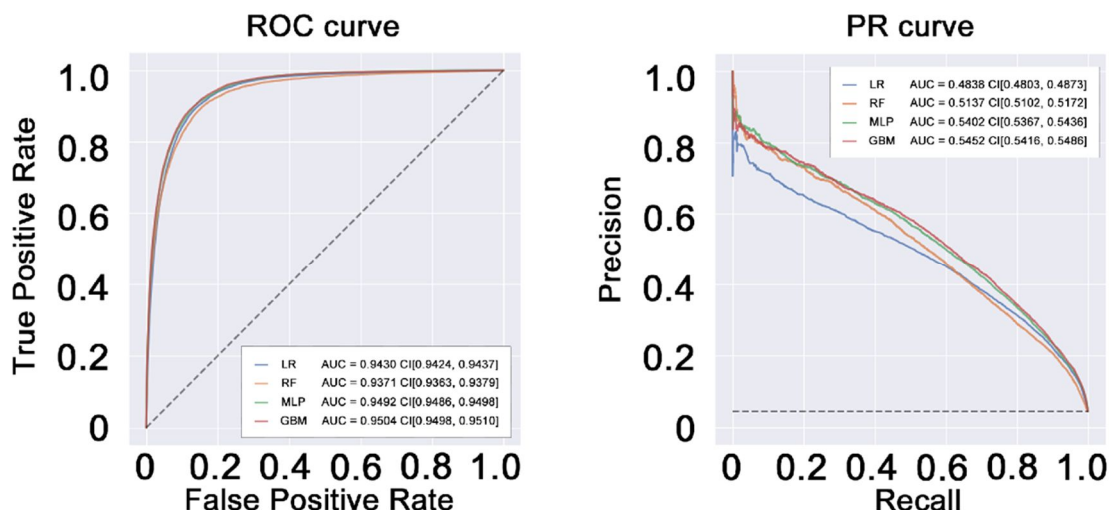 ROC curve
True Positive Rate
1.0
0.8
0.6
0.4
0.2
0
LR AUC = 0.9430 CI[0.9424, 0.9437]
RF AUC = 0.9371 CI[0.9363, 0.9379]
MLP AUC = 0.9492 CI[0.9486, 0.9498]
GBM AUC = 0.9504 CI[0.9498, 0.9510]
0 0.2 0.4 0.6 0.8 1.0
False Positive Rate
PR curve
Precision
1.0
0.8
0.6
0.4
0.2
0
LR AUC = 0.4838 CI[0.4803, 0.4873]
RF AUC = 0.5137 CI[0.5102, 0.5172]
MLP AUC = 0.5402 CI[0.5367, 0.5436]
GBM AUC = 0.5452 CI[0.5416, 0.5486]
0 0.2 0.4 0.6 0.8 1.0
Recall